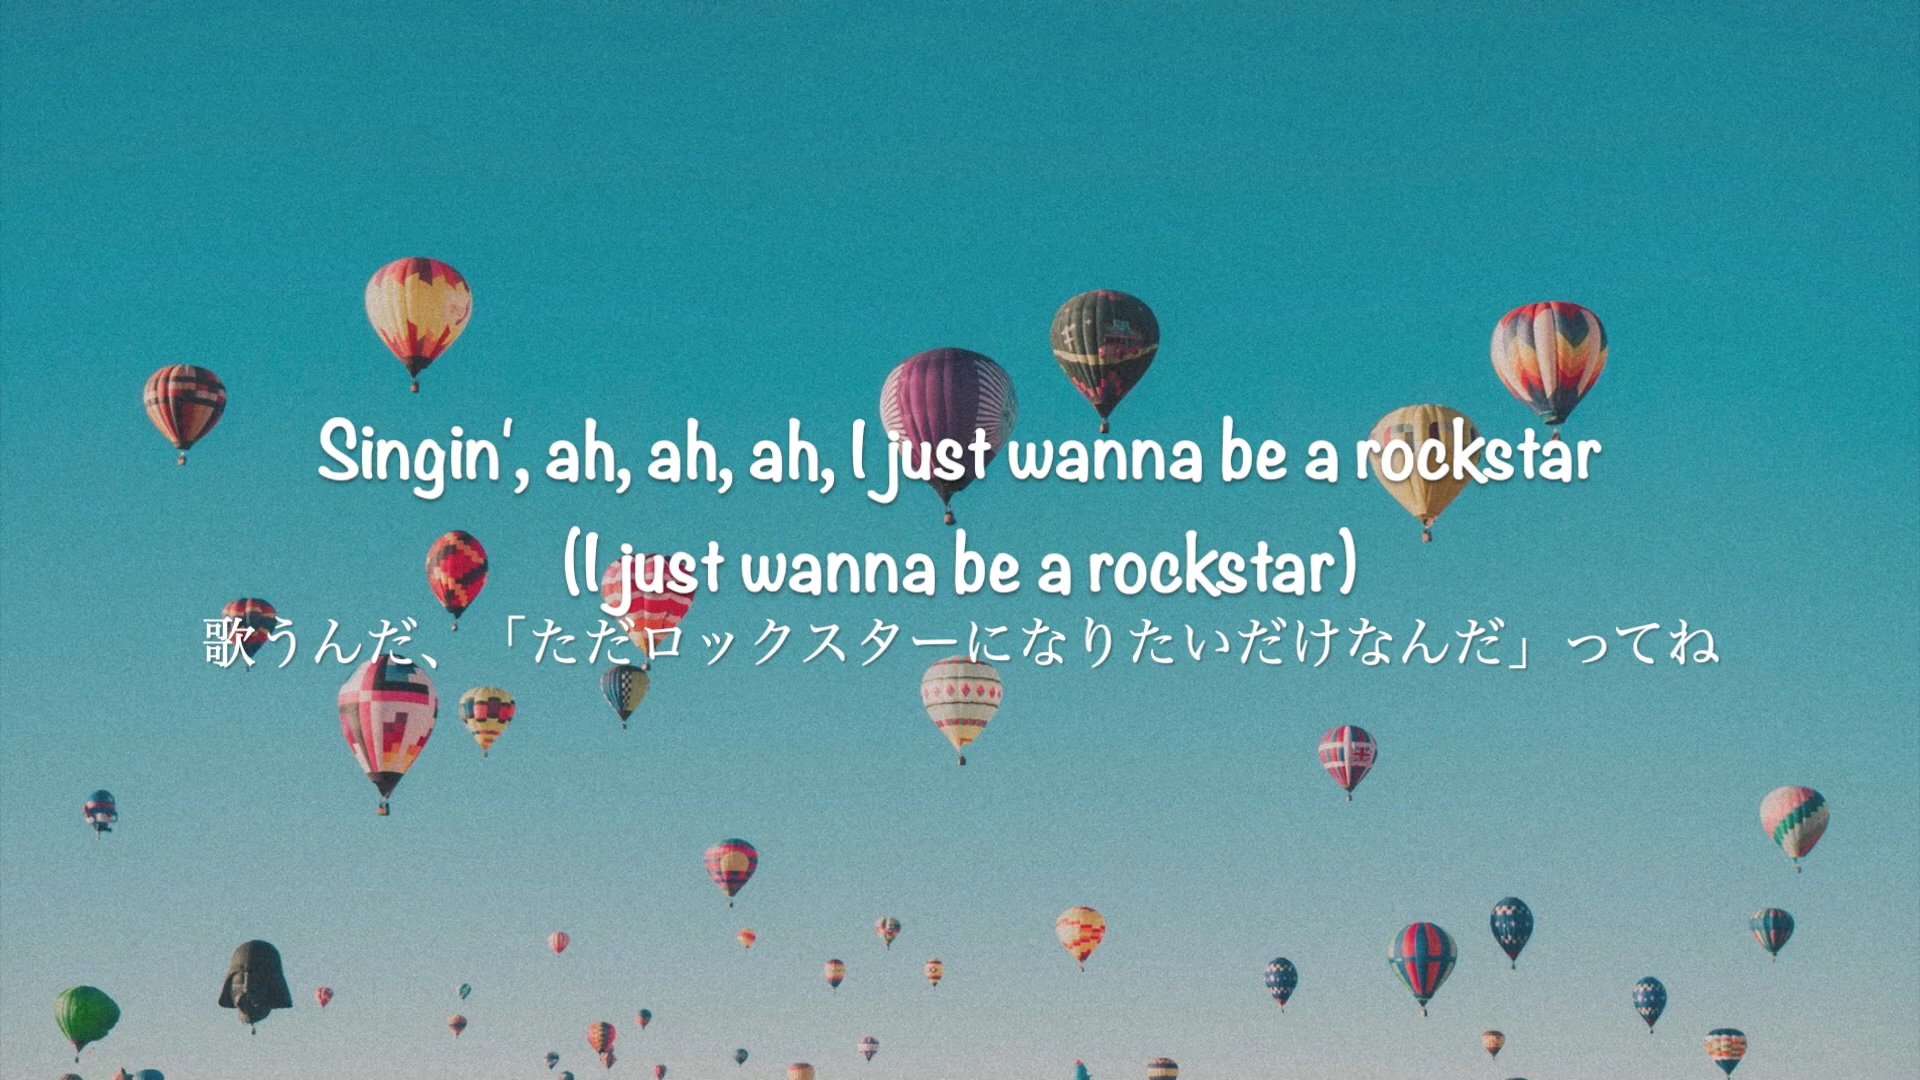 Singin', ah, ah, ah, I just wanna be a rockstar
(I just wanna be a rockstar)
歌うんだ、「ただロックスターになりたいだけなんだ」ってね